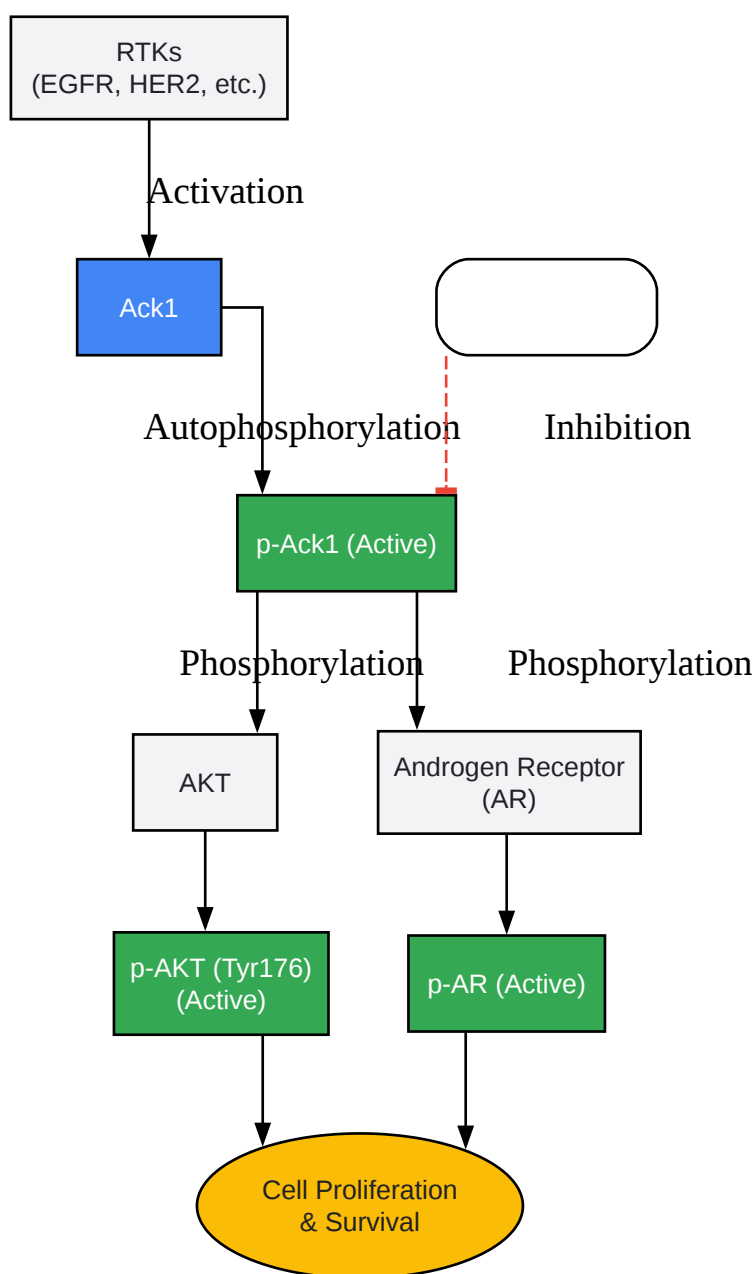 RTKs
(EGFR, HER2, etc.)
Activation
Ack1
Autophosphorylation
Inhibition
p-Ack1 (Active)
Phosphorylation
Phosphorylation
AKT
Androgen Receptor
(AR)
p-AKT (Tyr176)
(Active)
p-AR (Active)
Cell Proliferation
& Survival